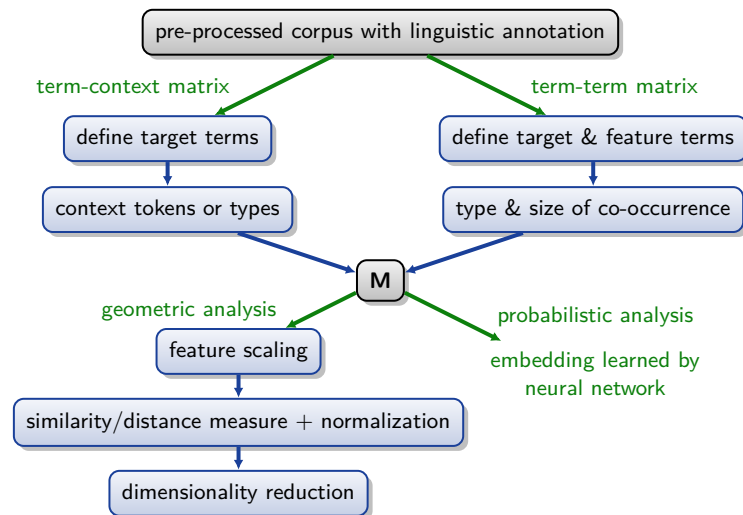 pre-processed corpus with linguistic annotation
term-context matrix
term-term matrix
define target terms
define target & feature terms
context tokens or types
type & size of co-occurrence
M
geometric analysis
probabilistic analysis
feature scaling
embedding learned by
neural network
similarity/distance measure + normalization
dimensionality reduction